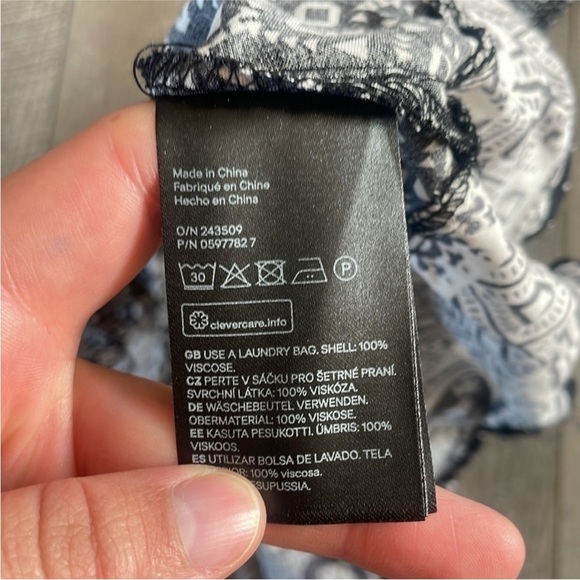 Made in China
Fabriqué en Chine
Hecho en China
O/N 243509
P/N 0597782 7
30
P
clevercare.info
GB USE A LAUNDRY BAG. SHELL: 100%
VISCOSE.
CZ PERTE V SÁČKU PRO ŠETRNÉ PRANÍ.
SVRCHNÍ LÁTKA: 100% VISKÓZA.
DE WÄSCHEBEUTEL VERWENDEN.
OBERMATERIAL: 100% VISKOSE.
EE KASUTA PESUKOTTI. ÜMBRIS: 100%
VISKOOS.
ES UTILIZAR BOLSA DE LAVADO. TELA
100% viscosa.